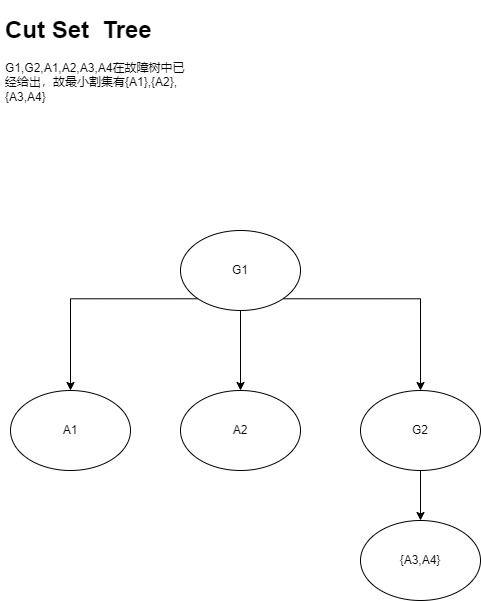 Cut Set  Tree
G1,G2,A1,A2,A3,A4在故障树中已
经给出，故最小割集有{A1},{A2},
{A3,A4}
G1
A1
A2
G2
{A3,A4}